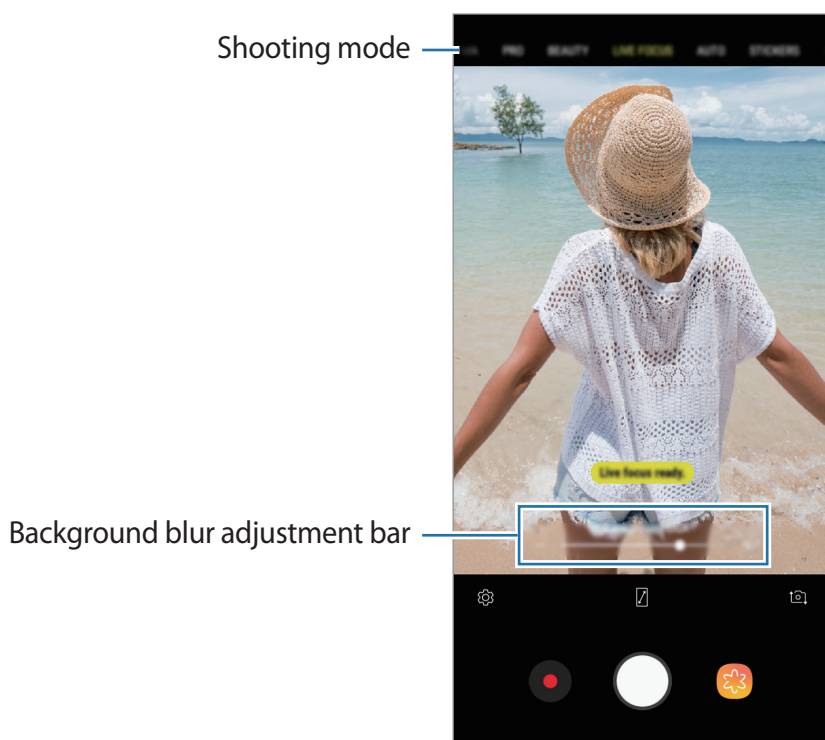 Shooting mode
PRO BEAUTY LIVE FOCUS AUTO STICKERS
Live focus ready.
Background blur adjustment bar